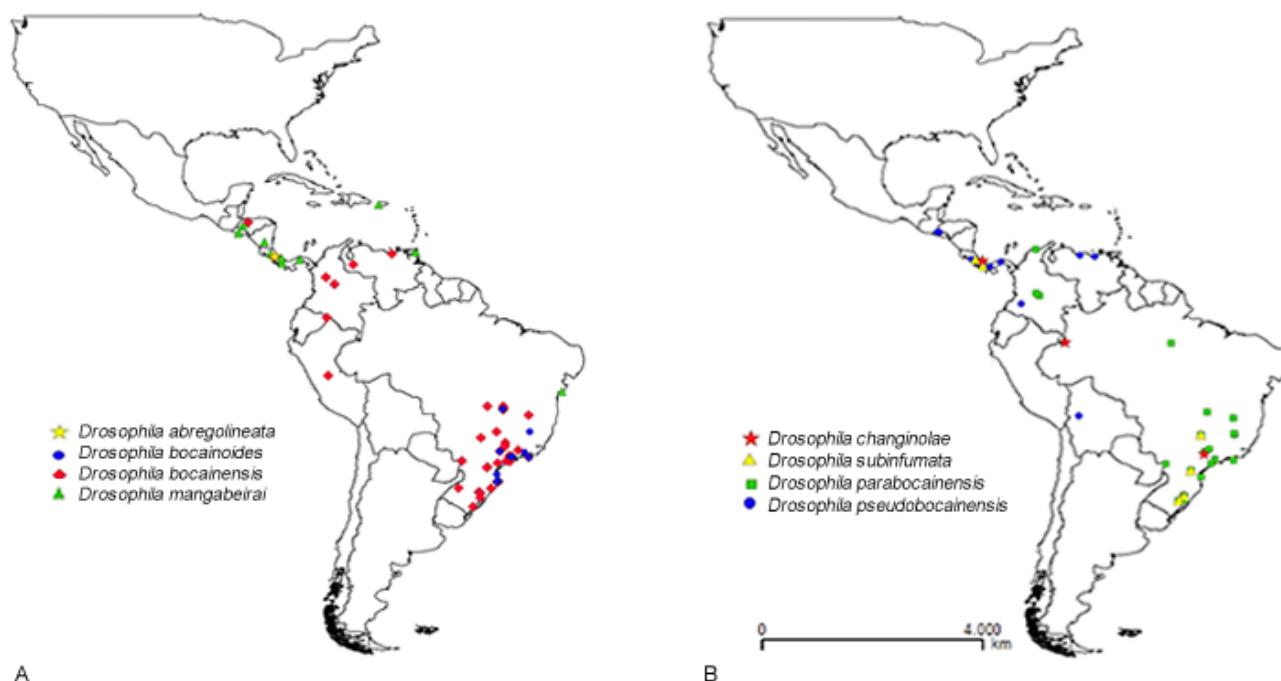 Drosophila abregolineata
Drosophila bocainoides
Drosophila bocainensis
Drosophila mangabeirai
A
Drosophila changinolae
Drosophila subinfumata
Drosophila parabocainensis
Drosophila pseudobocainensis
0 4.000
km
B